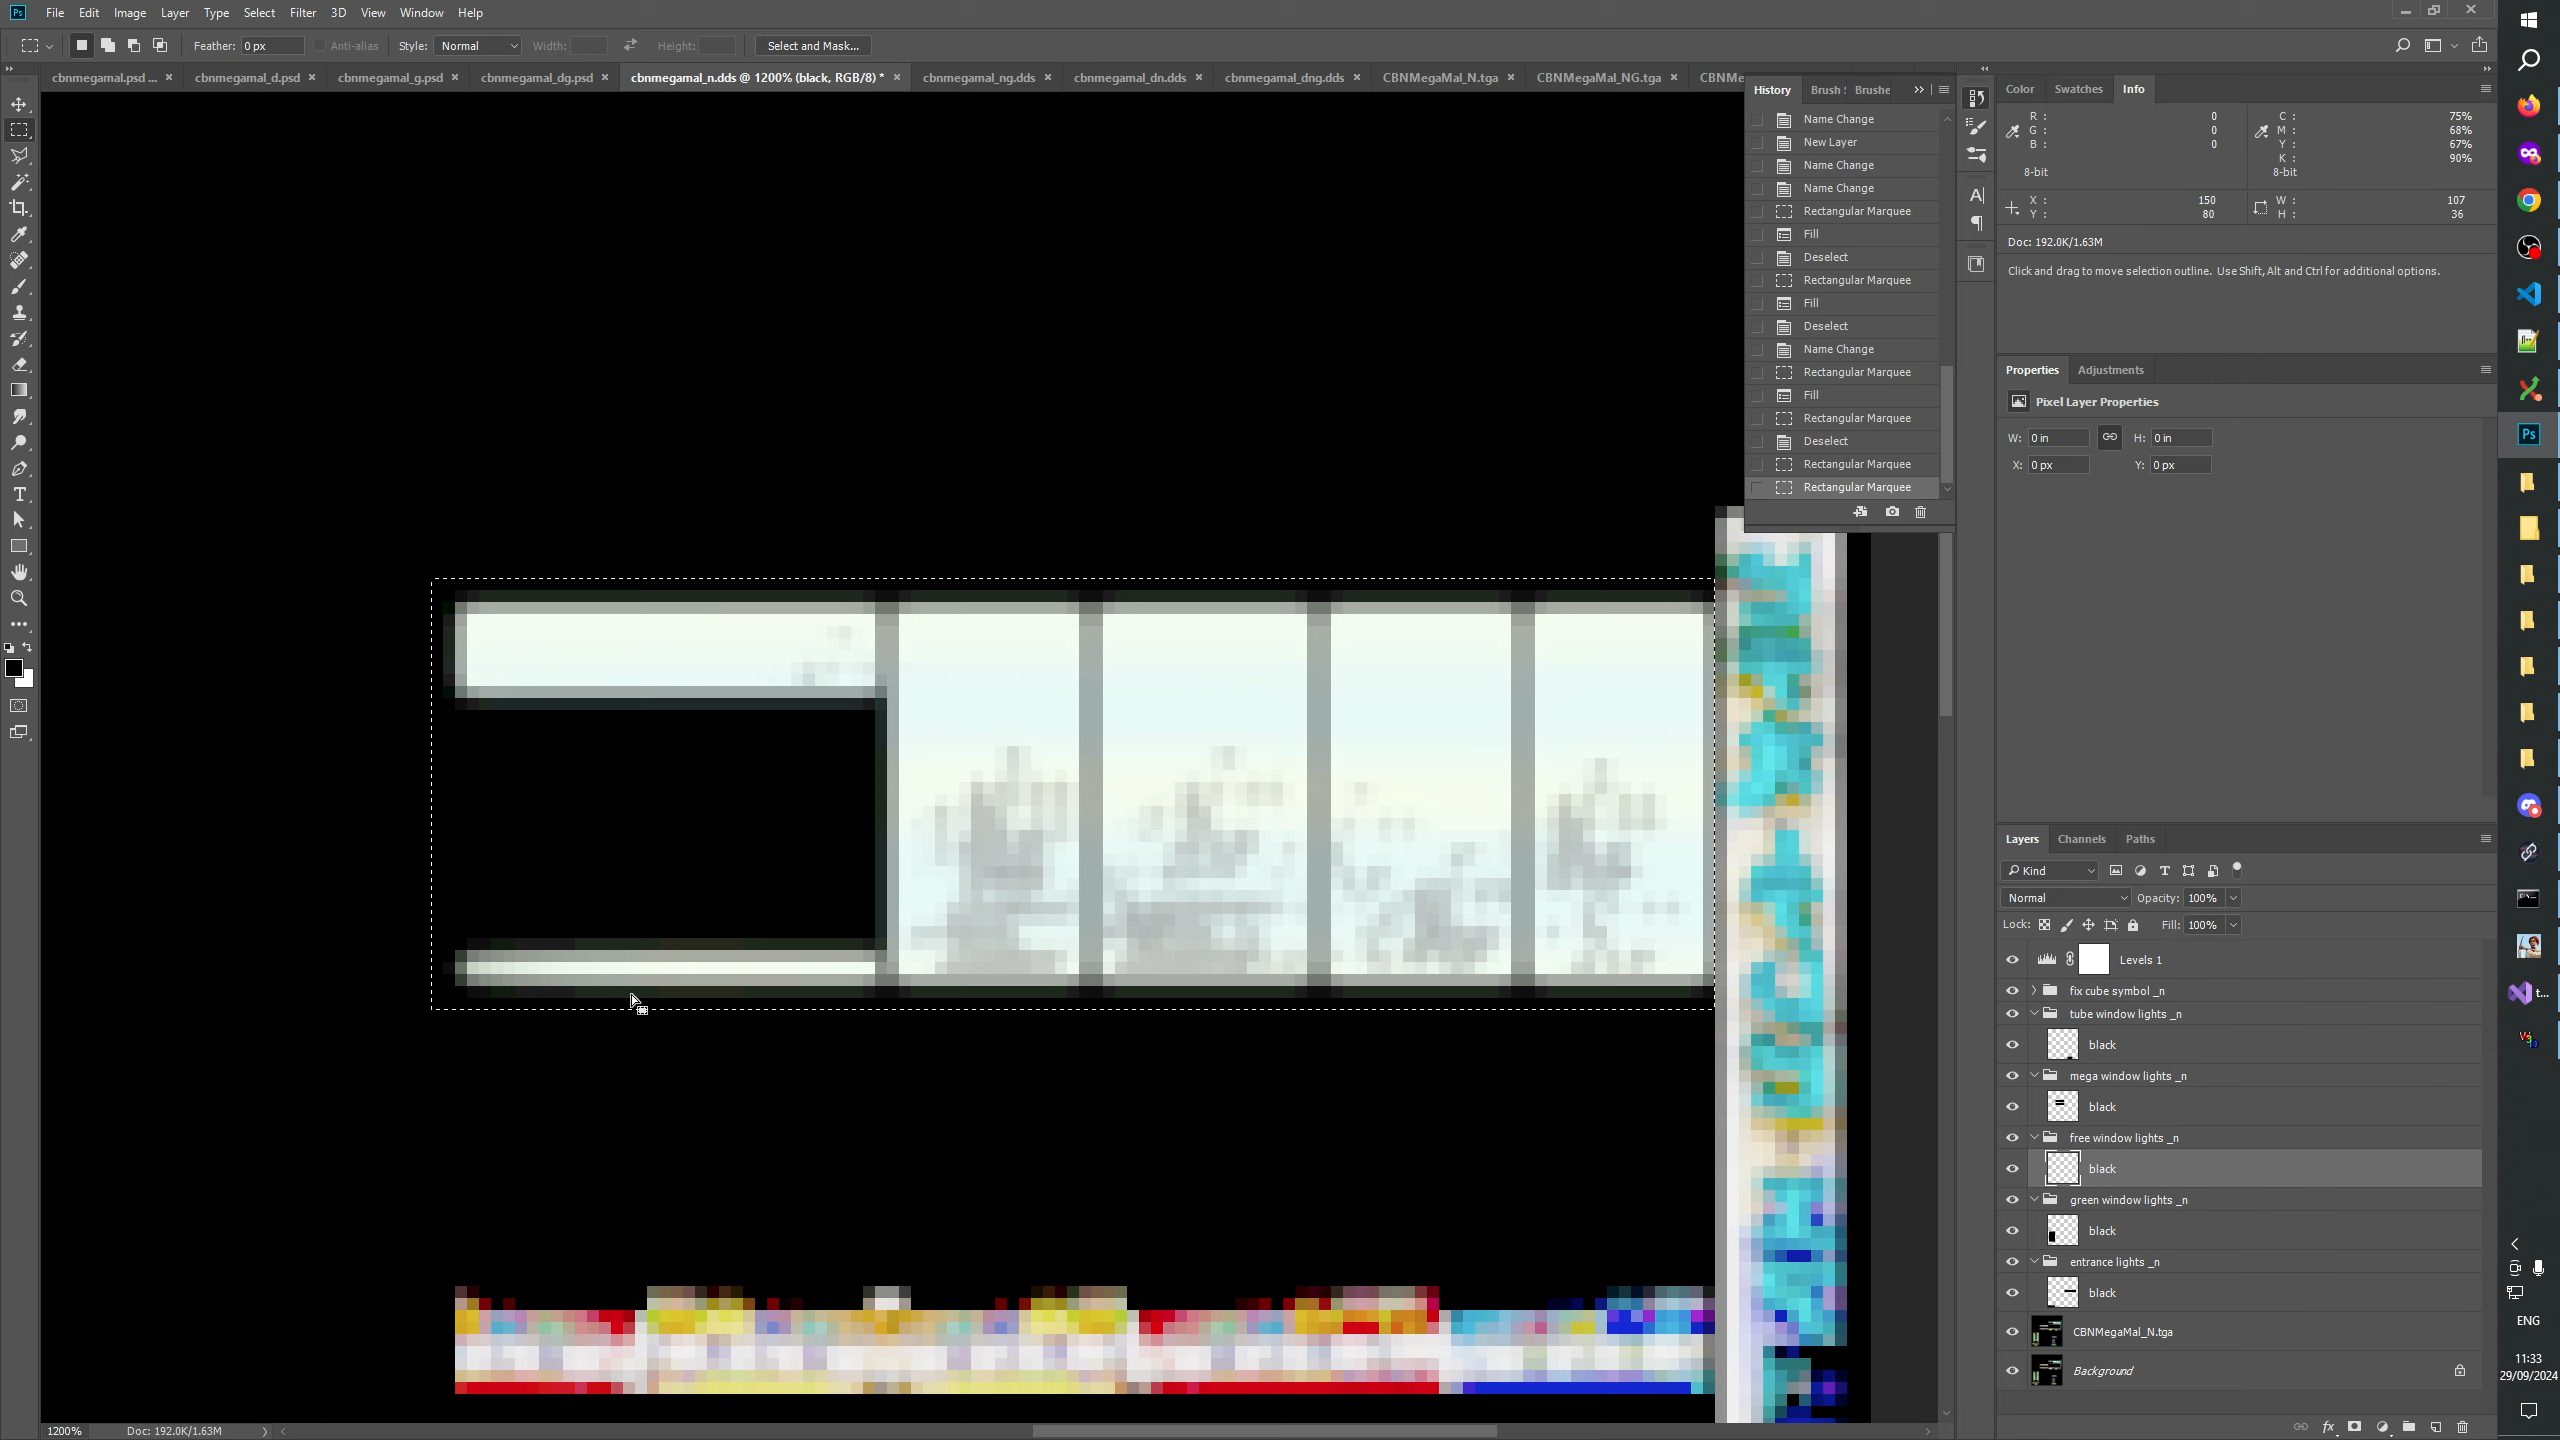 File Edit Image Layer Type Select Filter 3D View Window Help
Feather: 0 px Anti-alias Style: Normal Width: Height: Select and Mask...
cbnmegamal.psd ... × cbnmegamal_d.psd × cbnmegamal_g.psd × cbnmegamal_dg.psd × cbnmegamal_n.dds @ 1200% (black, RGB/8) * × cbnmegamal_ng.dds × cbnmegamal_dn.dds × cbnmegamal_dng.dds × CBNMegaMal_N.tga × CBNMegaMal_NG.tga × CBNMe
History Brush Brushe
Name Change
New Layer
Name Change
Name Change
Rectangular Marquee
Fill
Deselect
Rectangular Marquee
Fill
Deselect
Name Change
Rectangular Marquee
Fill
Rectangular Marquee
Deselect
Rectangular Marquee
Rectangular Marquee
Color Swatches Info
R : 0 C : 75%
G : 0 M : 68%
B : 0 Y : 67%
K : 90%
8-bit 8-bit
X : 150 W : 107
Y : 80 H : 36
Doc: 192.0K/1.63M
Click and drag to move selection outline. Use Shift, Alt and Ctrl for additional options.
Properties Adjustments
Pixel Layer Properties
W: 0 in H: 0 in
X: 0 px Y: 0 px
Layers Channels Paths
Kind
Normal Opacity: 100%
Lock: Fill: 100%
Levels 1
fix cube symbol _n
tube window lights _n
black
mega window lights _n
black
free window lights _n
black
green window lights _n
black
entrance lights _n
black
CBNMegaMal_N.tga
Background
1200% Doc: 192.0K/1.63M
Ps
Ps
t...
ENG
11:33
29/09/2024